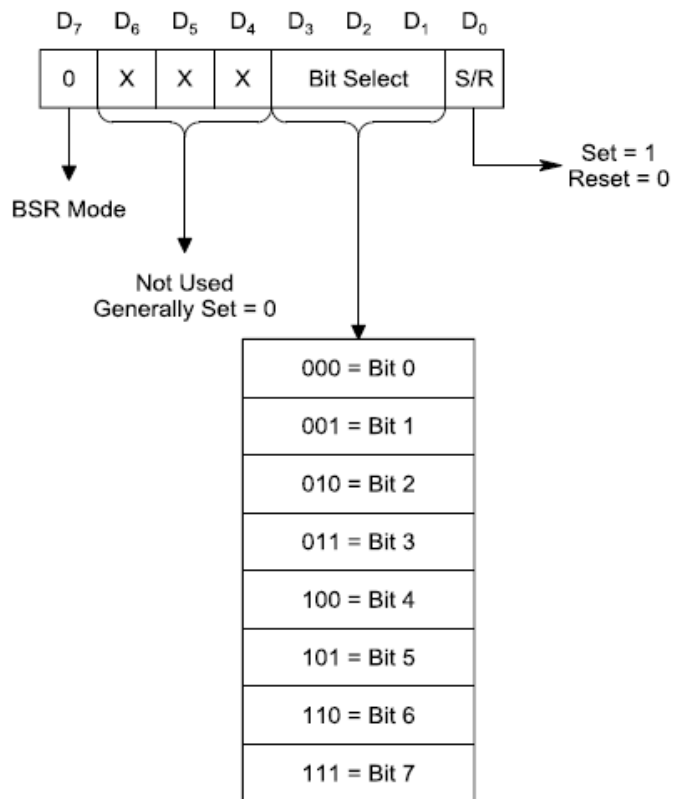 D7 D6 D5 D4 D3 D2 D1 D0
0 X X X Bit Select S/R
Set = 1
Reset = 0
BSR Mode
Not Used
Generally Set = 0
000 = Bit 0
001 = Bit 1
010 = Bit 2
011 = Bit 3
100 = Bit 4
101 = Bit 5
110 = Bit 6
111 = Bit 7